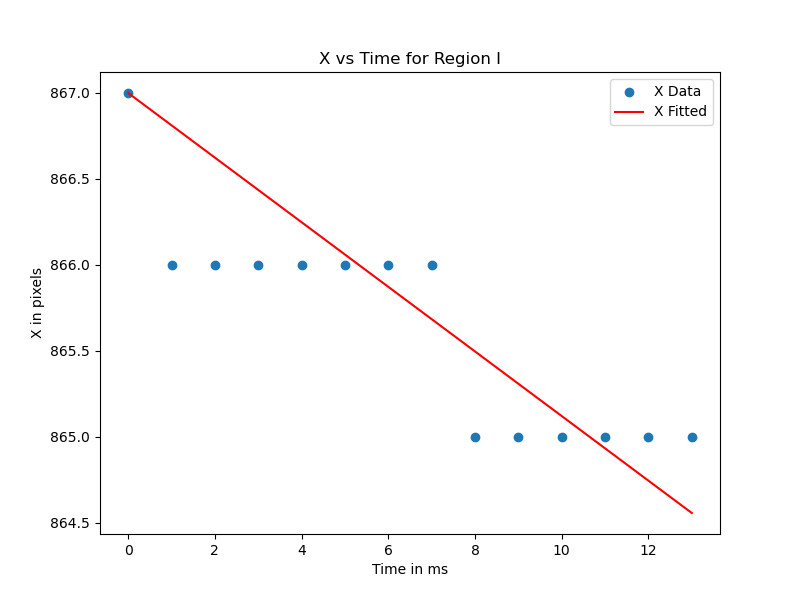 X vs Time for Region I
X Data
X Fitted
867.0
866.5
866.0
865.5
865.0
864.5
X in pixels
0 2 4 6 8 10 12
Time in ms